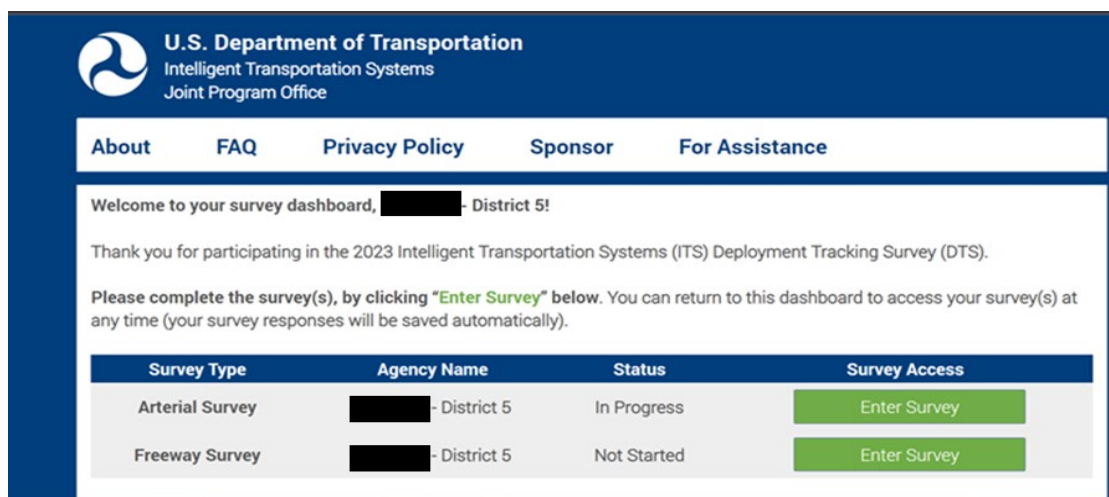 U.S. Department of Transportation
Intelligent Transportation Systems
Joint Program Office
About FAQ Privacy Policy Sponsor For Assistance
Welcome to your survey dashboard, - District 5!
Thank you for participating in the 2023 Intelligent Transportation Systems (ITS) Deployment Tracking Survey (DTS).
Please complete the survey(s), by clicking “Enter Survey” below. You can return to this dashboard to access your survey(s) at
any time (your survey responses will be saved automatically).
Survey Type Agency Name Status Survey Access
Arterial Survey - District 5 In Progress Enter Survey
Freeway Survey - District 5 Not Started Enter Survey